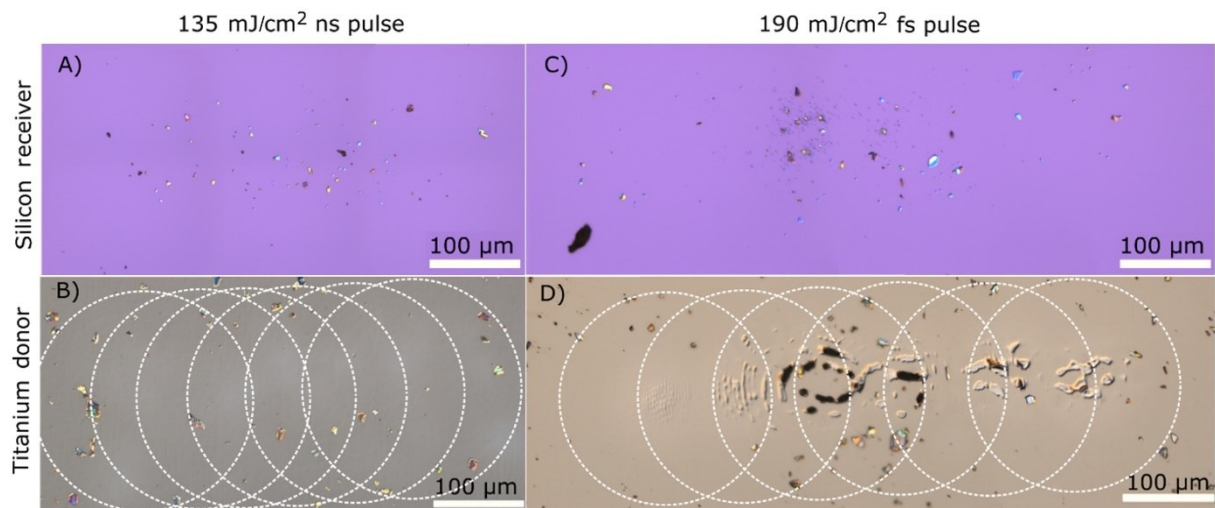 135 mJ/cm² ns pulse
190 mJ/cm² fs pulse
Silicon receiver
A)
100 µm
C)
100 µm
Titanium donor
B)
100 µm
D)
100 µm